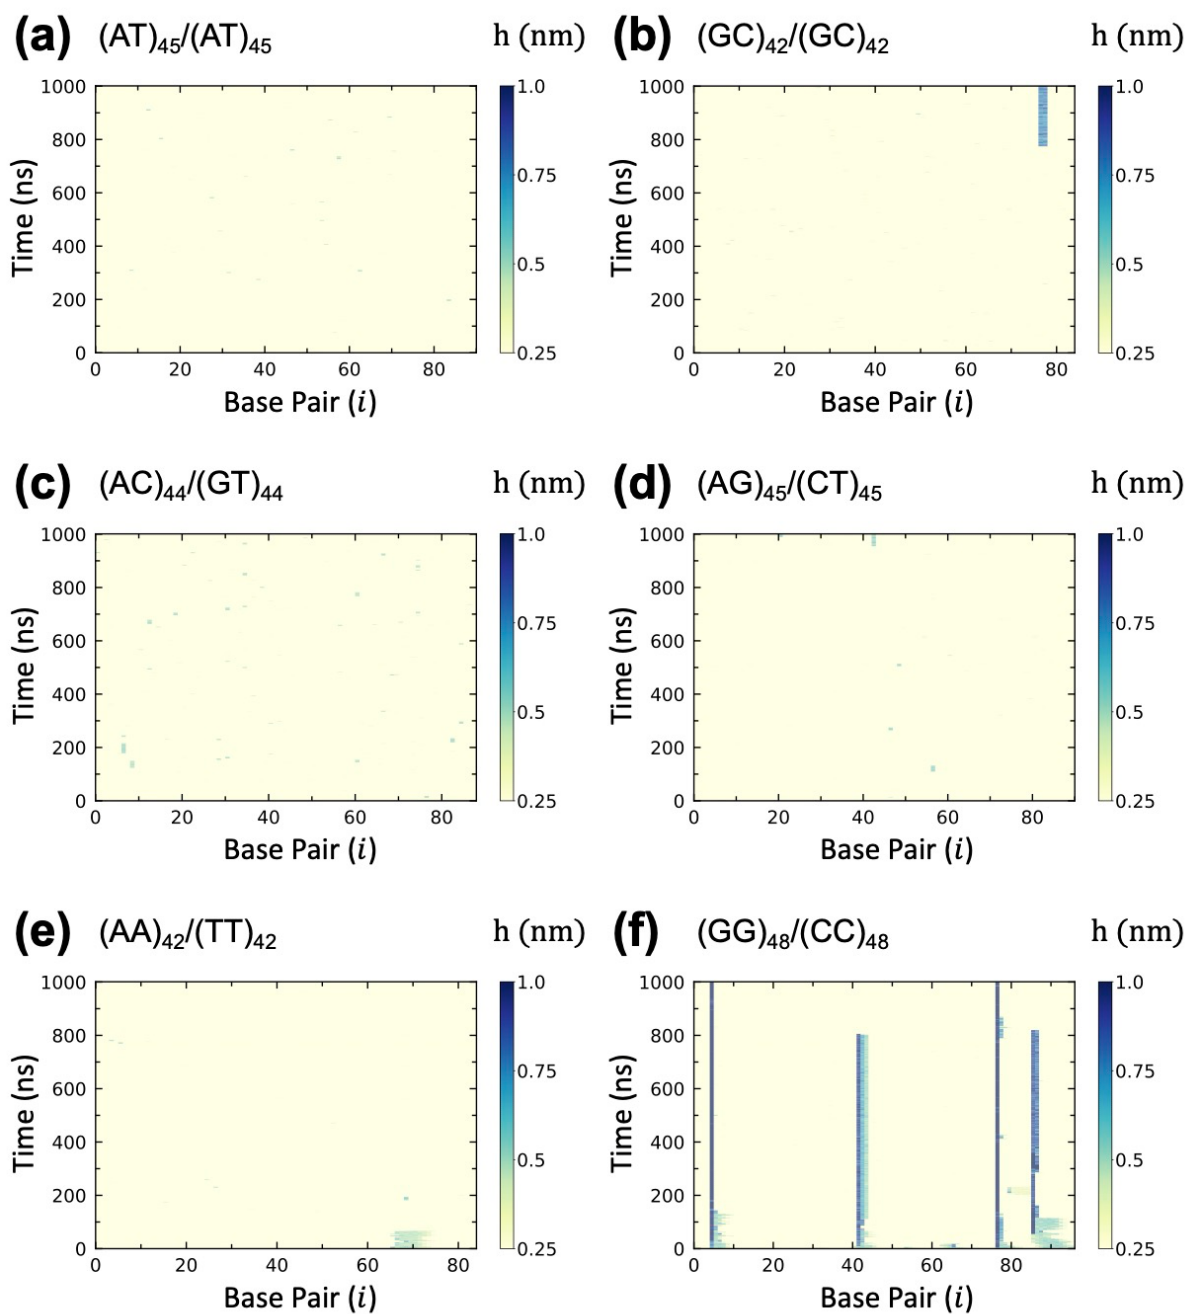 (a) (AT)45/(AT)45 h (nm)
1000
800
600
400
200
0
Time (ns)
0 20 40 60 80
Base Pair (i)
1.0
0.75
0.5
0.25
(b) (GC)42/(GC)42 h (nm)
1000
800
600
400
200
0
Time (ns)
0 20 40 60 80
Base Pair (i)
1.0
0.75
0.5
0.25
(c) (AC)44/(GT)44 h (nm)
1000
800
600
400
200
0
Time (ns)
0 20 40 60 80
Base Pair (i)
1.0
0.75
0.5
0.25
(d) (AG)45/(CT)45 h (nm)
1000
800
600
400
200
0
Time (ns)
0 20 40 60 80
Base Pair (i)
1.0
0.75
0.5
0.25
(e) (AA)42/(TT)42 h (nm)
1000
800
600
400
200
0
Time (ns)
0 20 40 60 80
Base Pair (i)
1.0
0.75
0.5
0.25
(f) (GG)48/(CC)48 h (nm)
1000
800
600
400
200
0
Time (ns)
0 20 40 60 80
Base Pair (i)
1.0
0.75
0.5
0.25